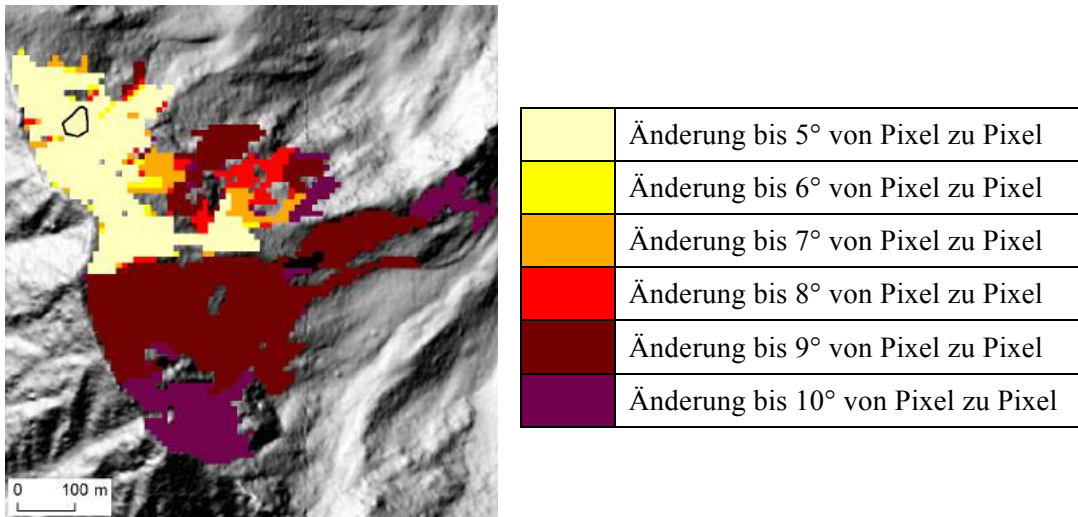 Änderung bis 5° von Pixel zu Pixel
Änderung bis 6° von Pixel zu Pixel
Änderung bis 7° von Pixel zu Pixel
Änderung bis 8° von Pixel zu Pixel
Änderung bis 9° von Pixel zu Pixel
Änderung bis 10° von Pixel zu Pixel
0 100 m